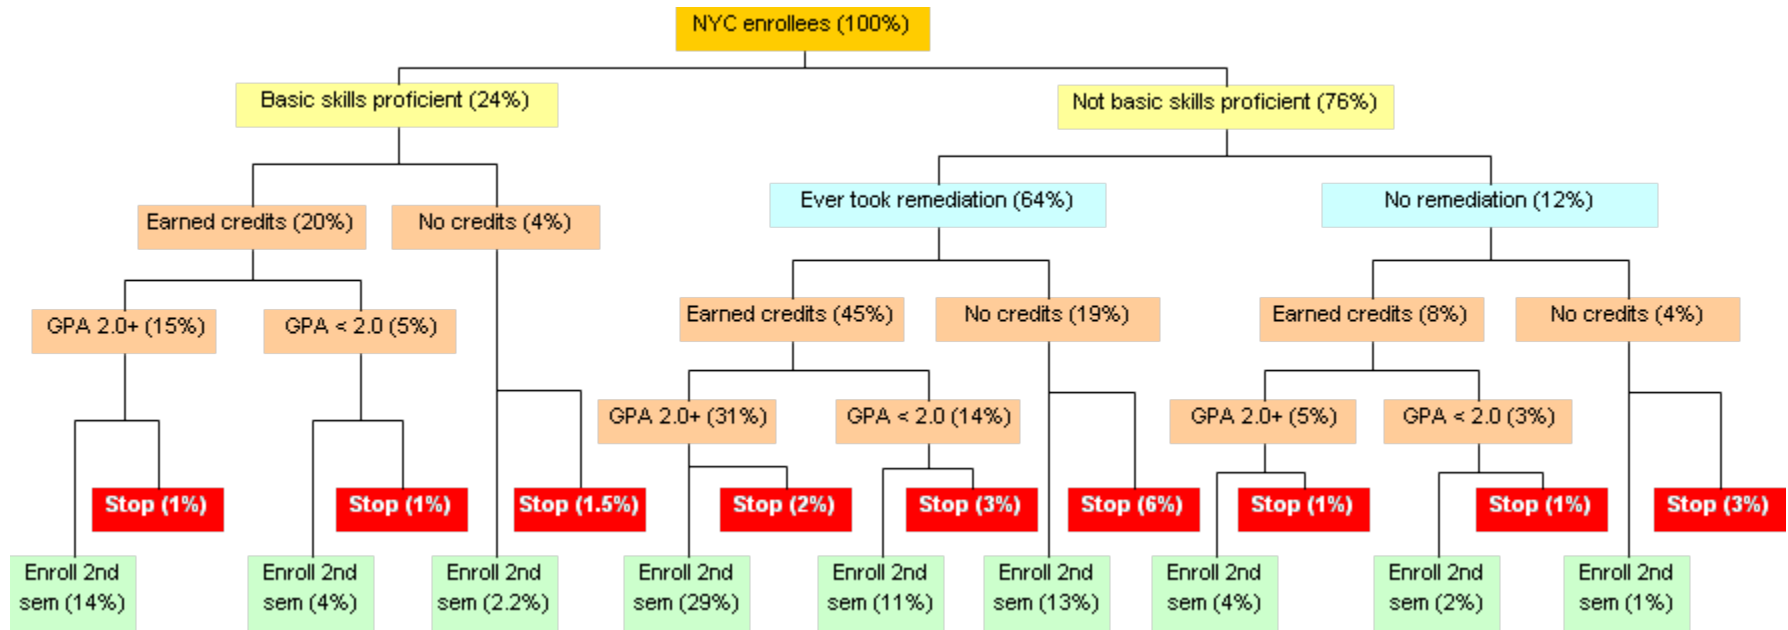 NYC enrollees (100%)
Basic skills proficient (24%)
Not basic skills proficient (76%)
Ever took remediation (64%)
No remediation (12%)
Earned credits (20%)
No credits (4%)
Earned credits (45%)
No credits (19%)
Earned credits (8%)
No credits (4%)
GPA 2.0+ (15%)
GPA < 2.0 (5%)
GPA 2.0+ (31%)
GPA < 2.0 (14%)
GPA 2.0+ (5%)
GPA < 2.0 (3%)
Stop (1%)
Stop (1%)
Stop (1.5%)
Stop (2%)
Stop (3%)
Stop (6%)
Stop (1%)
Stop (1%)
Stop (3%)
Enroll 2nd
sem (14%)
Enroll 2nd
sem (4%)
Enroll 2nd
sem (2.2%)
Enroll 2nd
sem (29%)
Enroll 2nd
sem (11%)
Enroll 2nd
sem (13%)
Enroll 2nd
sem (4%)
Enroll 2nd
sem (2%)
Enroll 2nd
sem (1%)